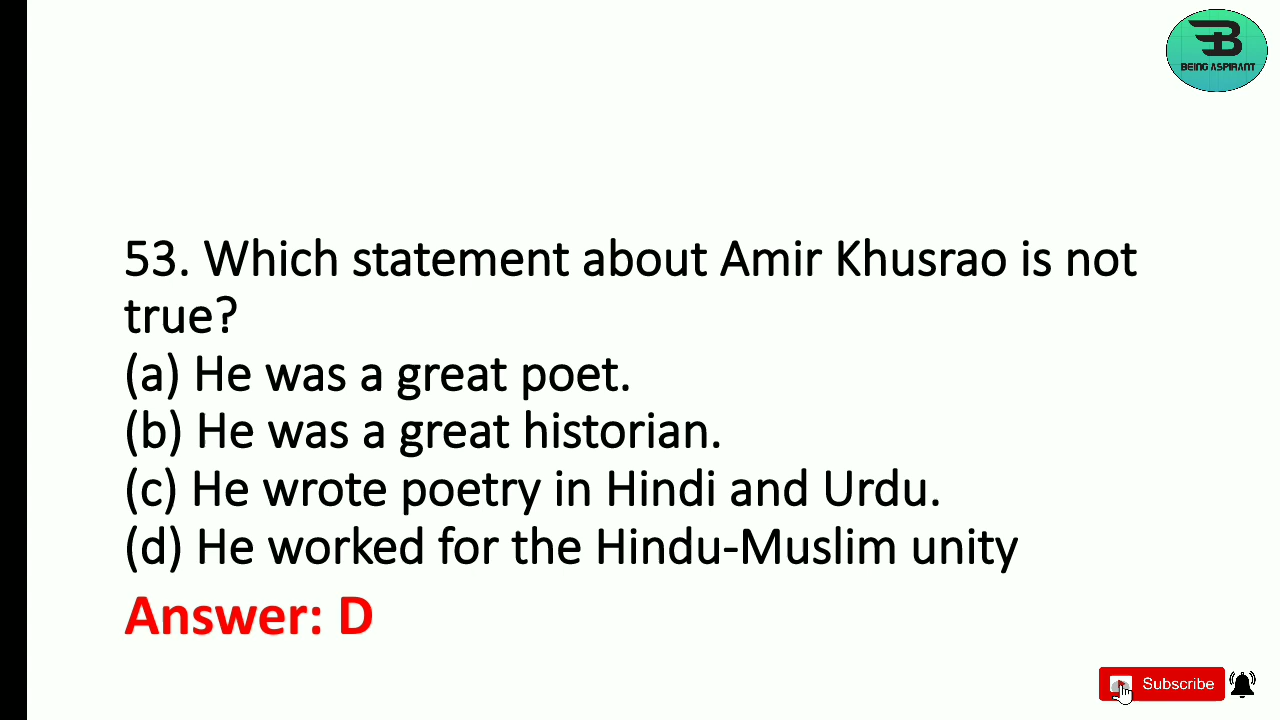 BEING ASPIRANT
53. Which statement about Amir Khusrao is not
true?
(a) He was a great poet.
(b) He was a great historian.
(c) He wrote poetry in Hindi and Urdu.
(d) He worked for the Hindu-Muslim unity
Answer: D
Subscribe